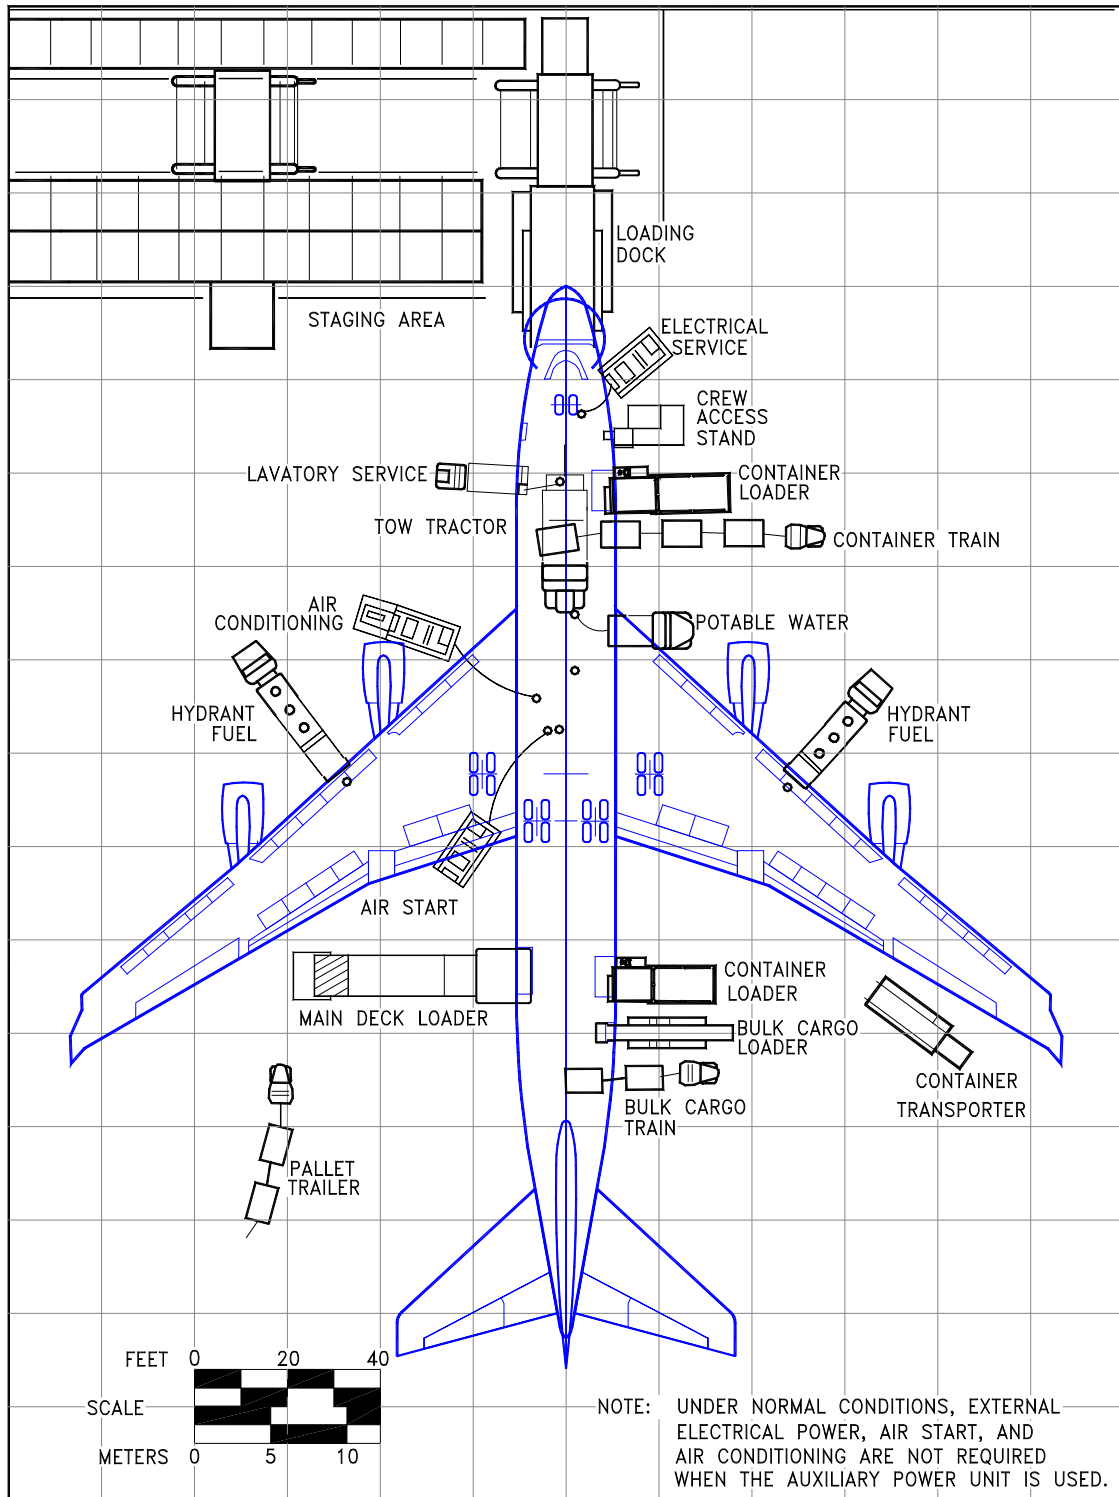 LOADING
DOCK
STAGING AREA
ELECTRICAL
SERVICE
CREW
ACCESS
STAND
LAVATORY SERVICE
CONTAINER
LOADER
TOW TRACTOR
CONTAINER TRAIN
AIR
CONDITIONING
POTABLE WATER
HYDRANT
FUEL
HYDRANT
FUEL
AIR START
MAIN DECK LOADER
CONTAINER
LOADER
BULK CARGO
LOADER
CONTAINER
TRANSPORTER
BULK CARGO
TRAIN
PALLET
TRAILER
FEET 0 20 40
SCALE
METERS 0 5 10
NOTE: UNDER NORMAL CONDITIONS, EXTERNAL
ELECTRICAL POWER, AIR START, AND
AIR CONDITIONING ARE NOT REQUIRED
WHEN THE AUXILIARY POWER UNIT IS USED.